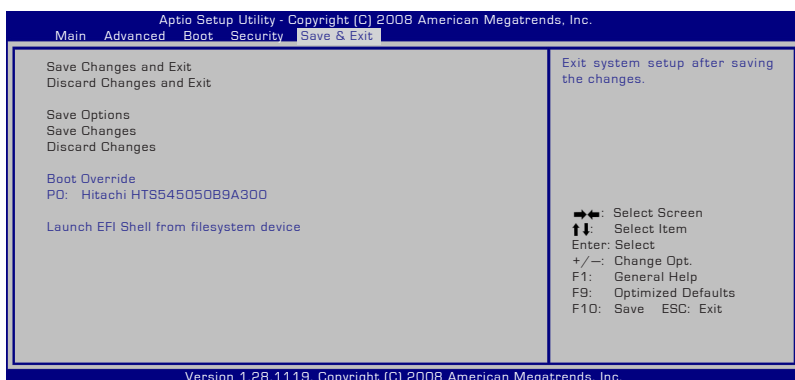 Aptio Setup Utility - Copyright (C) 2008 American Megatrends, Inc.
Main Advanced Boot Security Save & Exit
Save Changes and Exit
Discard Changes and Exit
Save Options
Save Changes
Discard Changes
Boot Override
P0: Hitachi HTS545050B9A300
Launch EFI Shell from filesystem device
Exit system setup after saving
the changes.
→←: Select Screen
↑↓: Select Item
Enter: Select
+/—: Change Opt.
F1: General Help
F9: Optimized Defaults
F10: Save ESC: Exit
Version 1.28.1119. Copyright (C) 2008 American Megatrends, Inc.